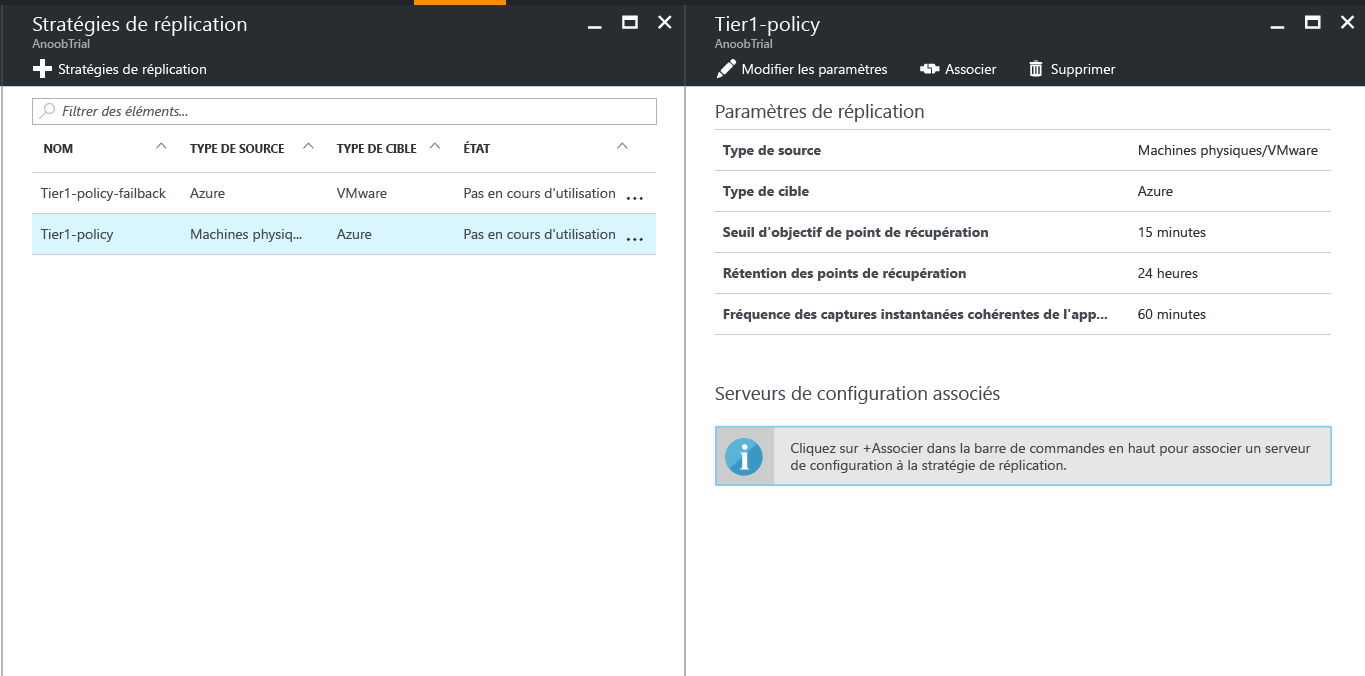 Stratégies de réplication
AnoobTrial
Stratégies de réplication
Filtrer des éléments...
NOM TYPE DE SOURCE TYPE DE CIBLE ÉTAT
Tier1-policy-failback Azure VMware Pas en cours d'utilisation ...
Tier1-policy Machines physiq... Azure Pas en cours d'utilisation ...
Tier1-policy
AnoobTrial
Modifier les paramètres Associer Supprimer
Paramètres de réplication
Type de source Machines physiques/VMware
Type de cible Azure
Seuil d'objectif de point de récupération 15 minutes
Rétention des points de récupération 24 heures
Fréquence des captures instantanées cohérentes de l'app... 60 minutes
Serveurs de configuration associés
Cliquez sur +Associer dans la barre de commandes en haut pour associer un serveur
de configuration à la stratégie de réplication.